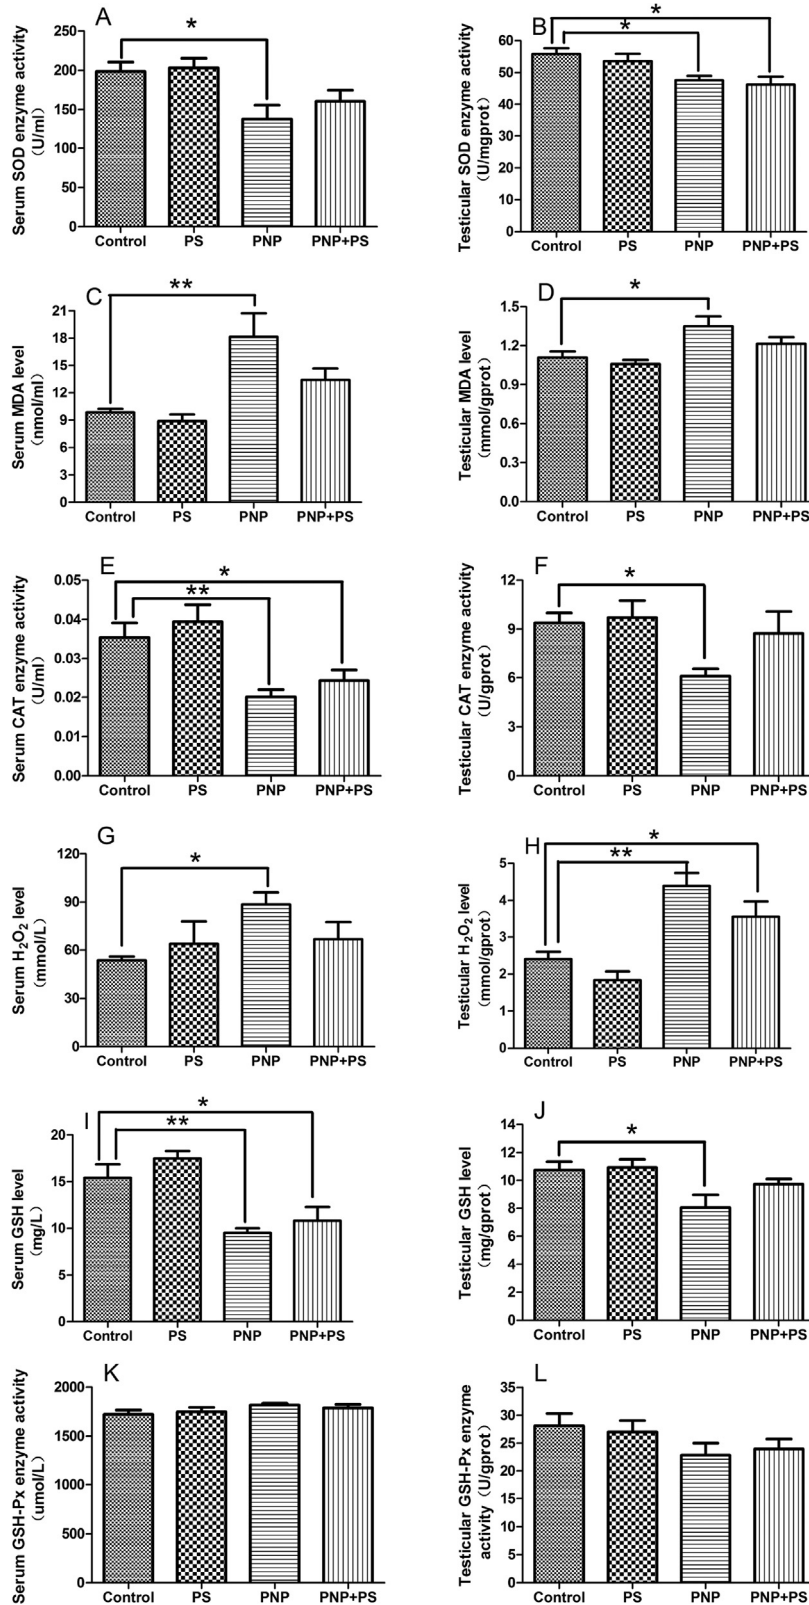 A
Serum SOD enzyme activity
(U/ml)
250
200
150
100
50
0
*
Control PS PNP PNP+PS
B
Testicular SOD enzyme activity
(U/mgprot)
60
50
40
30
20
10
0
*
*
Control PS PNP PNP+PS
C
Serum MDA level
(nmol/ml)
21
18
15
12
9
6
3
0
**
Control PS PNP PNP+PS
D
Testicular MDA level
(mmol/gprot)
1.5
1.2
0.9
0.6
0.3
0.0
*
Control PS PNP PNP+PS
E
Serum CAT enzyme activity
(U/ml)
0.05
0.04
0.03
0.02
0.01
0.00
*
**
Control PS PNP PNP+PS
F
Testicular CAT enzyme activity
(U/gprot)
12
9
6
3
0
*
Control PS PNP PNP+PS
G
Serum H₂O₂ level
(mmol/L)
120
90
60
30
0
*
Control PS PNP PNP+PS
H
Testicular H₂O₂ level
(mmol/gprot)
5
4
3
2
1
0
*
**
Control PS PNP PNP+PS
I
Serum GSH level
(mg/L)
20
15
10
5
0
*
**
Control PS PNP PNP+PS
J
Testicular GSH level
(mg/gprot)
14
12
10
8
6
4
2
0
*
Control PS PNP PNP+PS
K
Serum GSH-Px enzyme activity
(umol/L)
2000
1500
1000
500
0
Control PS PNP PNP+PS
L
Testicular GSH-Px enzyme
activity (U/gprot)
35
30
25
20
15
10
5
0
Control PS PNP PNP+PS